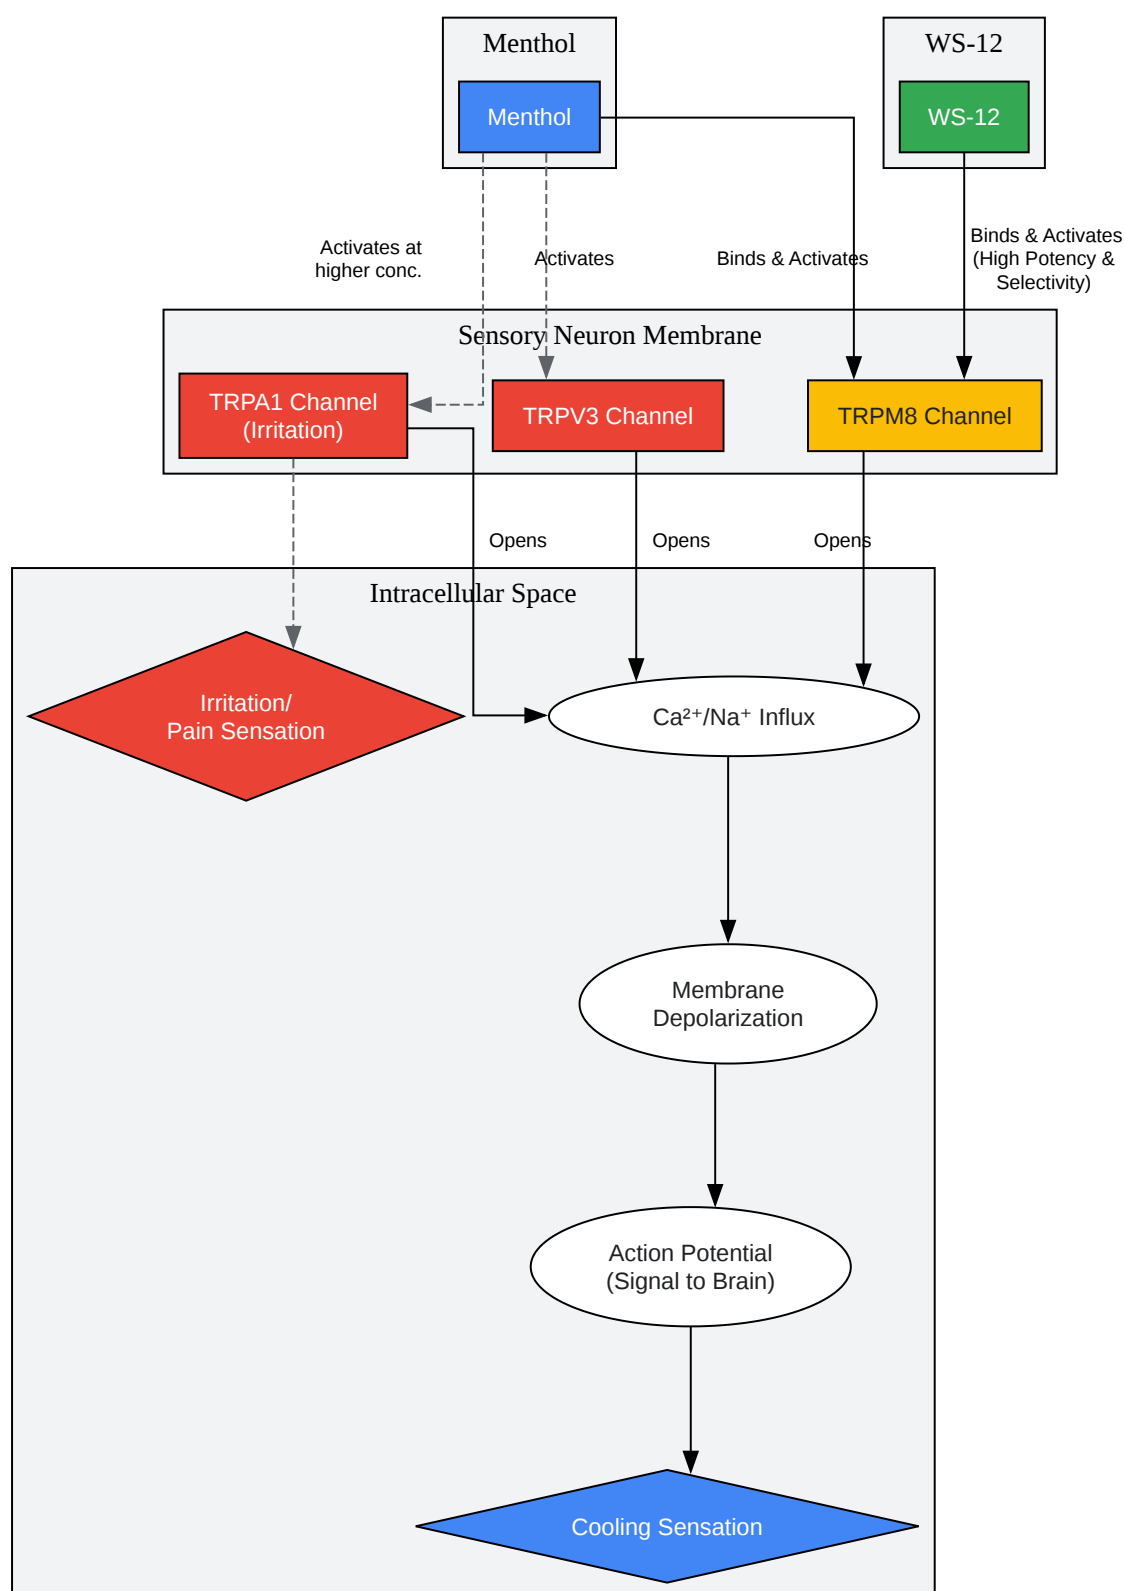 Menthol
WS-12
Menthol
WS-12
Activates at
higher conc.
Activates
Binds & Activates
Binds & Activates
(High Potency &
Selectivity)
Sensory Neuron Membrane
TRPA1 Channel
(Irritation)
TRPV3 Channel
TRPM8 Channel
Opens
Opens
Opens
Intracellular Space
Irritation/
Pain Sensation
Ca²⁺/Na⁺ Influx
Membrane
Depolarization
Action Potential
(Signal to Brain)
Cooling Sensation